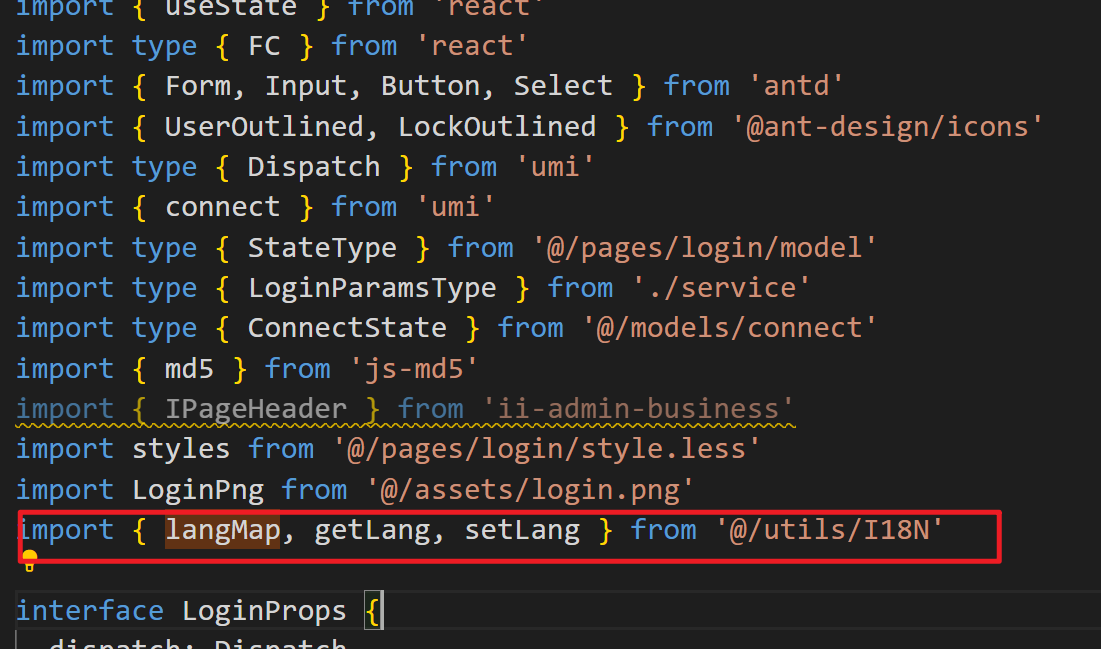 import { useState } from 'react'
import type { FC } from 'react'
import { Form, Input, Button, Select } from 'antd'
import { UserOutlined, LockOutlined } from '@ant-design/icons'
import type { Dispatch } from 'umi'
import { connect } from 'umi'
import type { StateType } from '@/pages/login/model'
import type { LoginParamsType } from './service'
import type { ConnectState } from '@/models/connect'
import { md5 } from 'js-md5'
import { IPageHeader } from 'ii-admin-business'
import styles from '@/pages/login/style.less'
import LoginPng from '@/assets/login.png'
import { langMap, getLang, setLang } from '@/utils/I18N'
interface LoginProps {
dispatch: Dispatch